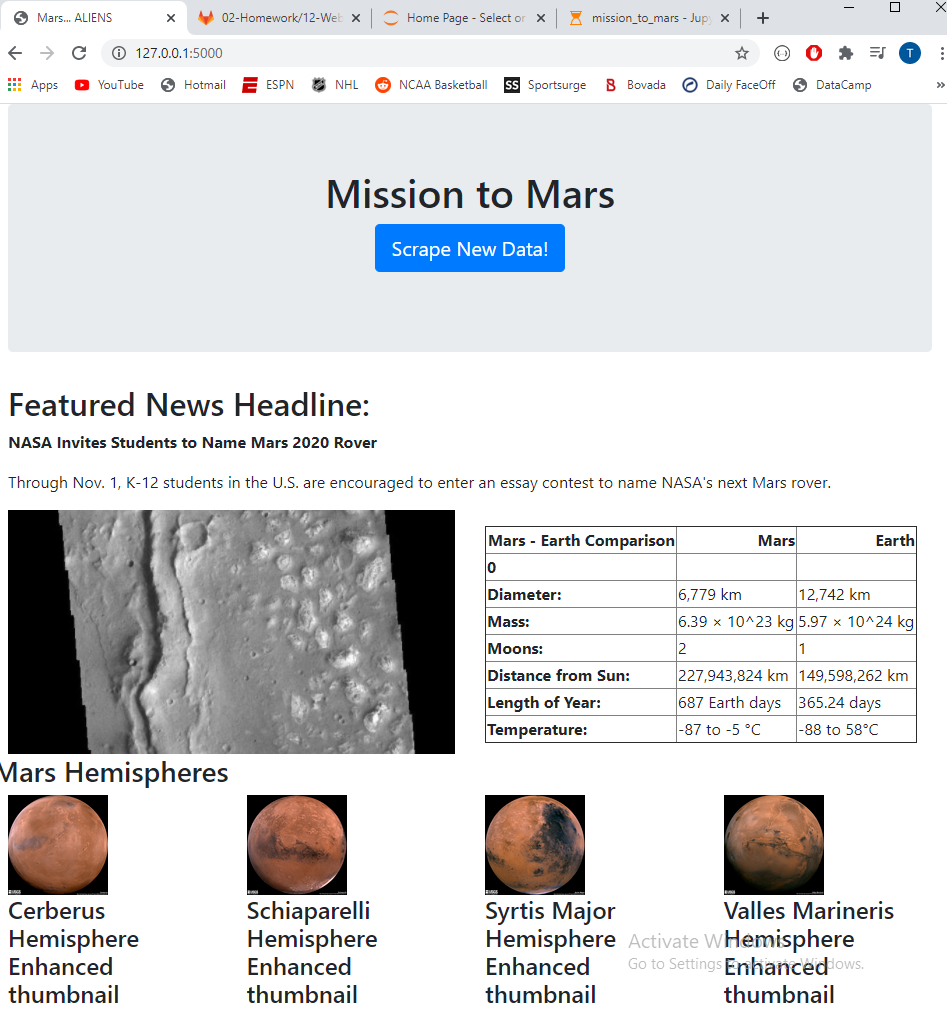 Mars... ALIENS
02-Homework/12-Web
Home Page - Select or
mission_to_mars - Jup
127.0.0.1:5000
T
Apps
YouTube
Hotmail
ESPN
NHL
NCAA Basketball
SS
Sportsurge
B
Bovada
Daily FaceOff
DataCamp
»
Mission to Mars
Scrape New Data!
Featured News Headline:
NASA Invites Students to Name Mars 2020 Rover
Through Nov. 1, K-12 students in the U.S. are encouraged to enter an essay contest to name NASA's next Mars rover.
Mars - Earth Comparison Mars Earth
0
Diameter: 6,779 km 12,742 km
Mass: 6.39 × 10^23 kg 5.97 × 10^24 kg
Moons: 2 1
Distance from Sun: 227,943,824 km 149,598,262 km
Length of Year: 687 Earth days 365.24 days
Temperature: -87 to -5 °C -88 to 58°C
Mars Hemispheres
Cerberus
Hemisphere
Enhanced
thumbnail
Schiaparelli
Hemisphere
Enhanced
thumbnail
Syrtis Major
Hemisphere
Enhanced
thumbnail
Valles Marineris
Hemisphere
Enhanced
thumbnail
Activate Windows
Go to Settings to activate Windows.